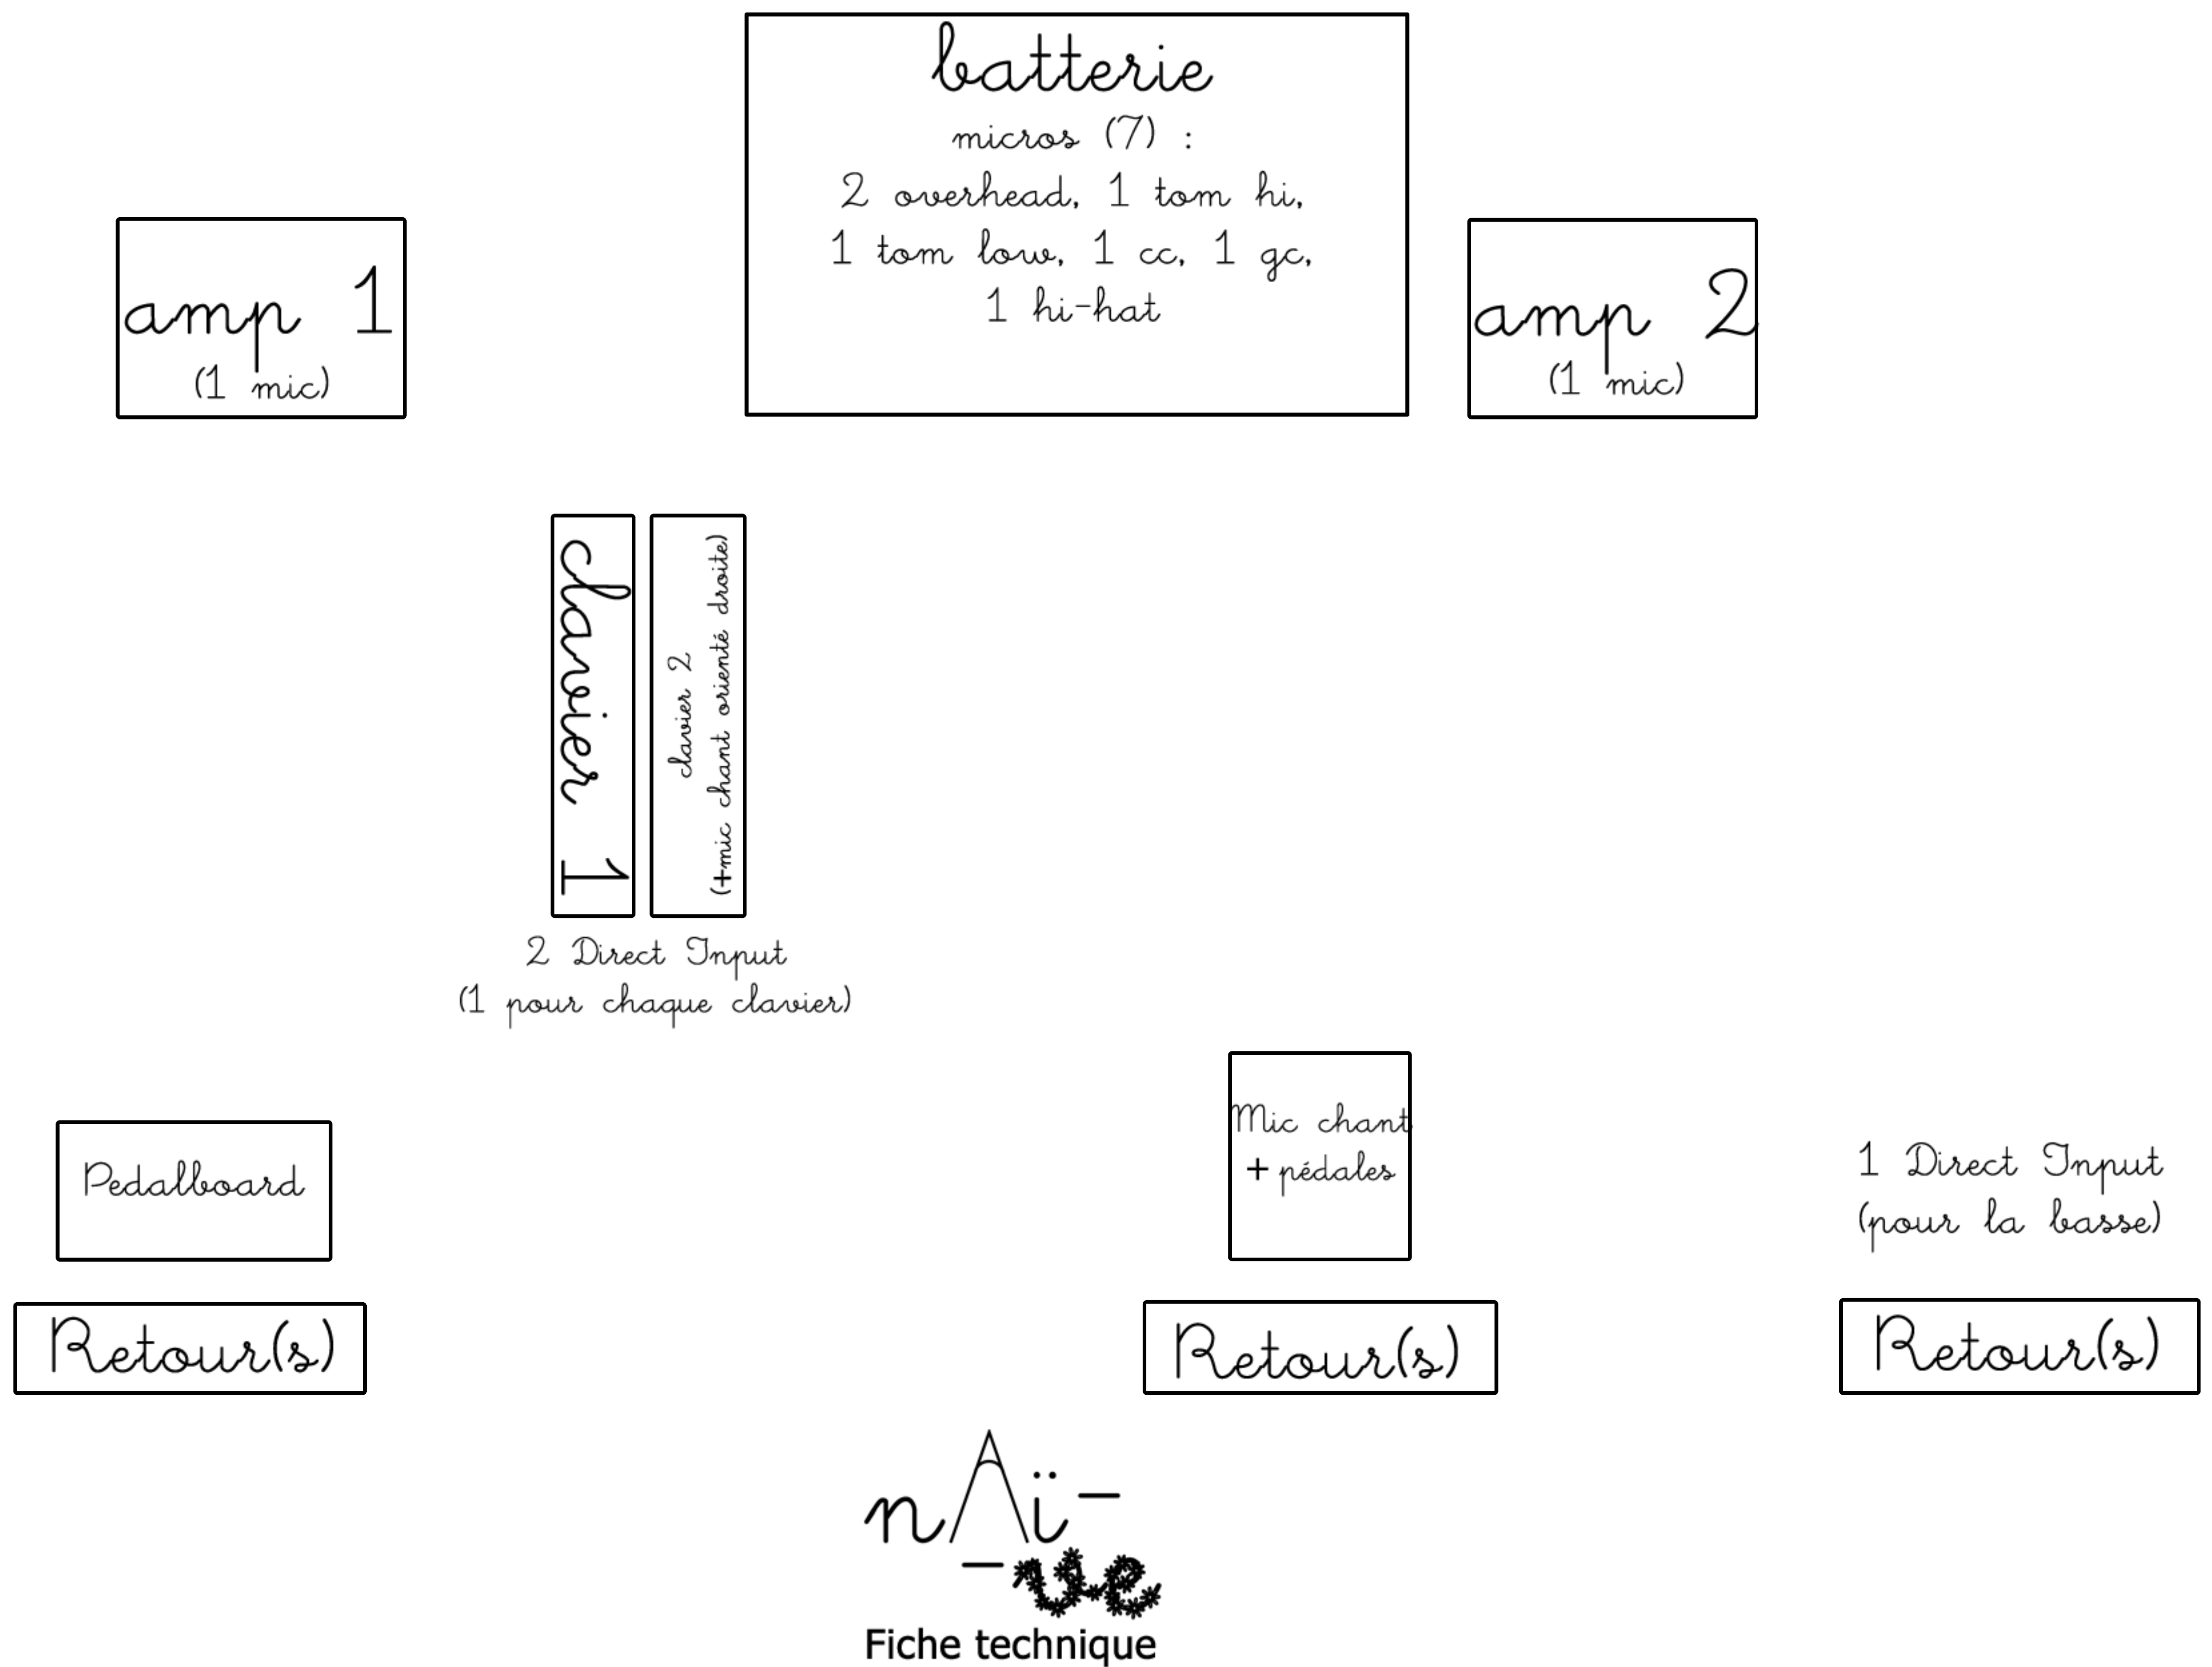 batterie
micros (7) :
2 overhead, 1 tom hi,
1 tom low, 1 cc, 1 gc,
1 hi-hat
amp 1
(1 mic)
amp 2
(1 mic)
clavier 1
clavier 2
(+mic chant orienté droite)
2 Direct Input
(1 pour chaque clavier)
Pedalboard
Mic chant
+ pédales
1 Direct Input
(pour la basse)
Retour(s)
Retour(s)
Retour(s)
nAï-
-ve
Fiche technique